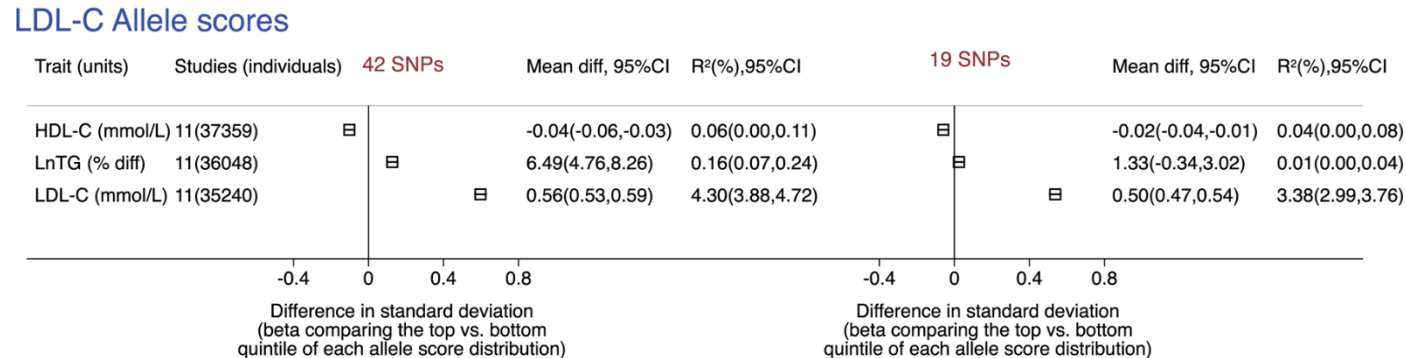 LDL-C Allele scores
Trait (units) Studies (individuals) 42 SNPs Mean diff, 95%CI R²(%),95%CI 19 SNPs Mean diff, 95%CI R²(%),95%CI
HDL-C (mmol/L) 11(37359) -0.04(-0.06,-0.03) 0.06(0.00,0.11) -0.02(-0.04,-0.01) 0.04(0.00,0.08)
LnTG (% diff) 11(36048) 6.49(4.76,8.26) 0.16(0.07,0.24) 1.33(-0.34,3.02) 0.01(0.00,0.04)
LDL-C (mmol/L) 11(35240) 0.56(0.53,0.59) 4.30(3.88,4.72) 0.50(0.47,0.54) 3.38(2.99,3.76)
-0.4 0 0.4 0.8 -0.4 0 0.4 0.8
Difference in standard deviation Difference in standard deviation
(beta comparing the top vs. bottom (beta comparing the top vs. bottom
quintile of each allele score distribution) quintile of each allele score distribution)